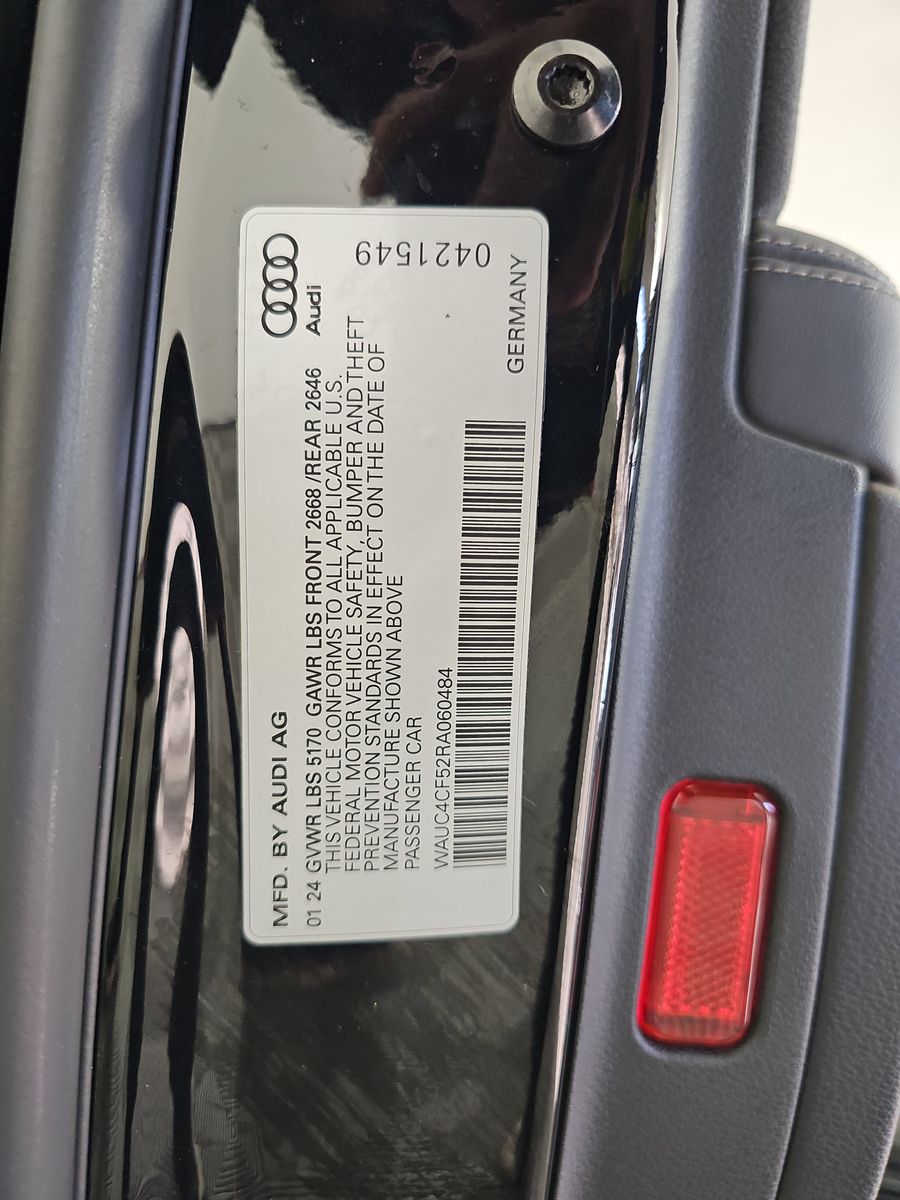 MFD. BY AUDI AG
01 24 GVWR LBS 5170 GAWR LBS FRONT 2668 /REAR 2646
THIS VEHICLE CONFORMS TO ALL APPLICABLE U.S.
FEDERAL MOTOR VEHICLE SAFETY, BUMPER AND THEFT
PREVENTION STANDARDS IN EFFECT ON THE DATE OF
MANUFACTURE SHOWN ABOVE
PASSENGER CAR
WAUC4CF52RA060484
Audi
0421549
GERMANY